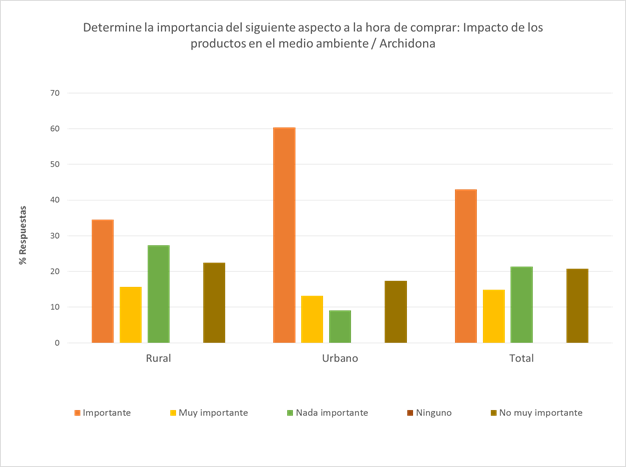 Determine la importancia del siguiente aspecto a la hora de comprar: Impacto de los
productos en el medio ambiente / Archidona
70
60
50
40
30
20
10
0
% Respuestas
Rural Urbano Total
Importante Muy importante Nada importante Ninguno No muy importante